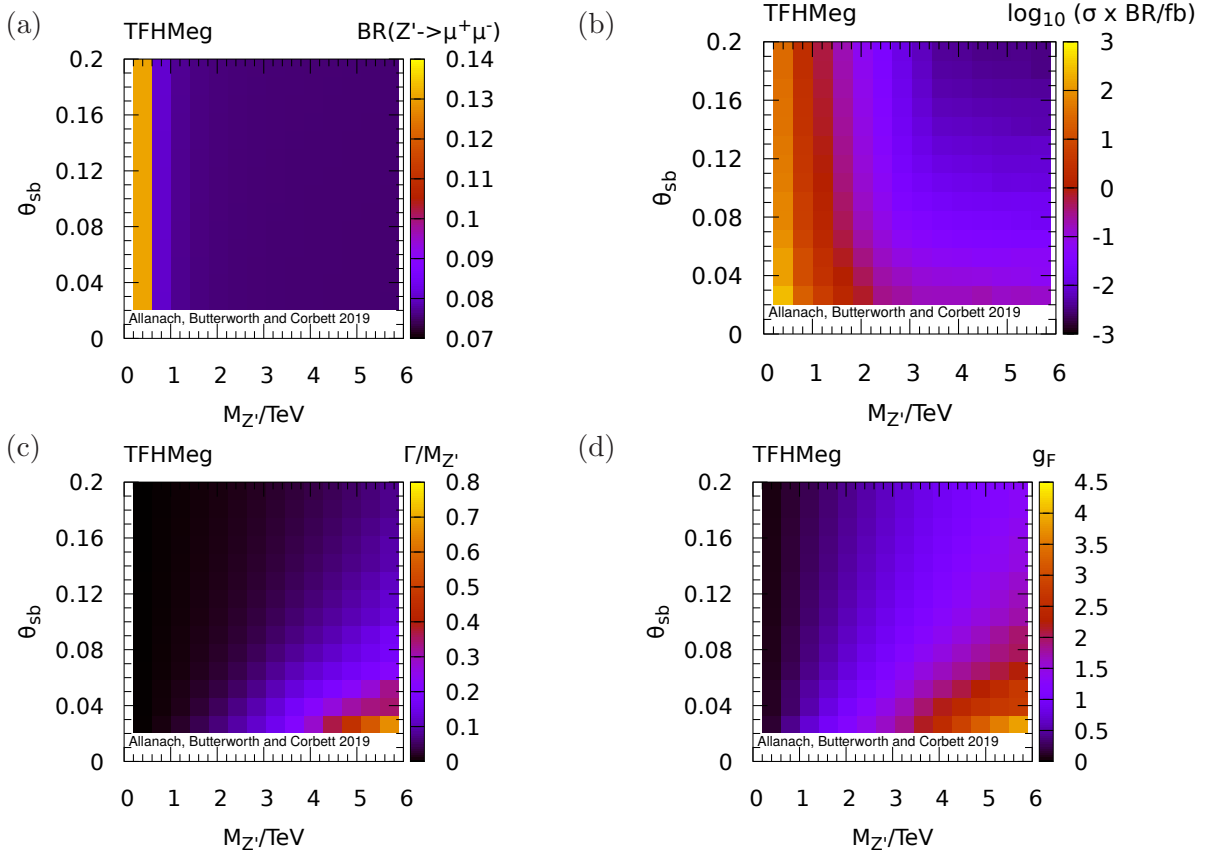 (a)
TFHMeg BR(Z'->μ⁺μ⁻)
0.2
0.16
0.12
0.08
0.04
0
θsb
0.14
0.13
0.12
0.11
0.1
0.09
0.08
0.07
Allanach, Butterworth and Corbett 2019
0 1 2 3 4 5 6
MZ'/TeV
(b)
TFHMeg log₁₀ (σ x BR/fb)
0.2
0.16
0.12
0.08
0.04
0
θsb
3
2
1
0
-1
-2
-3
Allanach, Butterworth and Corbett 2019
0 1 2 3 4 5 6
MZ'/TeV
(c)
TFHMeg Γ/MZ'
0.2
0.16
0.12
0.08
0.04
0
θsb
0.8
0.7
0.6
0.5
0.4
0.3
0.2
0.1
0
Allanach, Butterworth and Corbett 2019
0 1 2 3 4 5 6
MZ'/TeV
(d)
TFHMeg gF
0.2
0.16
0.12
0.08
0.04
0
θsb
4.5
4
3.5
3
2.5
2
1.5
1
0.5
0
Allanach, Butterworth and Corbett 2019
0 1 2 3 4 5 6
MZ'/TeV